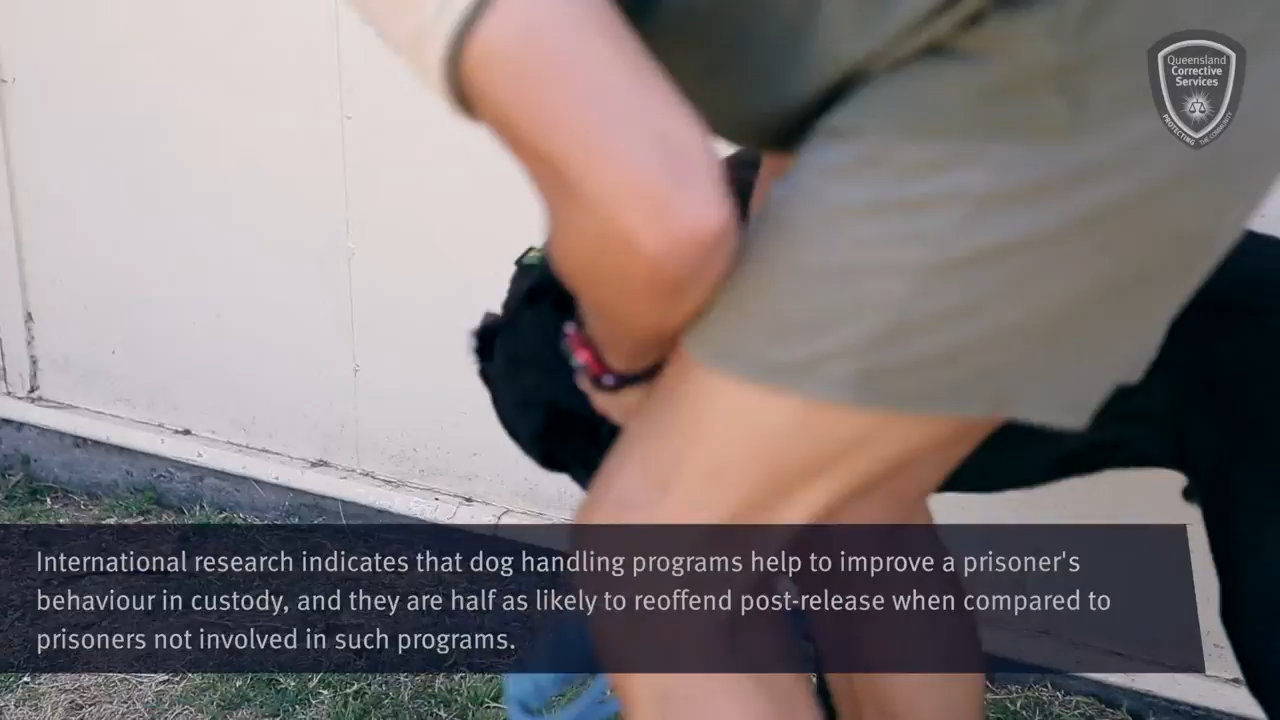 Queensland
Corrective
Services
PROTECTING THE COMMUNITY
International research indicates that dog handling programs help to improve a prisoner's
behaviour in custody, and they are half as likely to reoffend post-release when compared to
prisoners not involved in such programs.